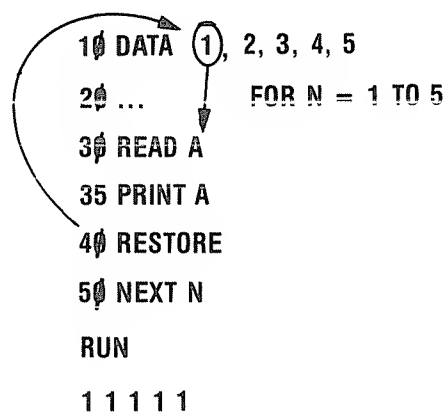 10 DATA 1, 2, 3, 4, 5
20 ... FOR N = 1 TO 5
30 READ A
35 PRINT A
40 RESTORE
50 NEXT N
RUN
1 1 1 1 1